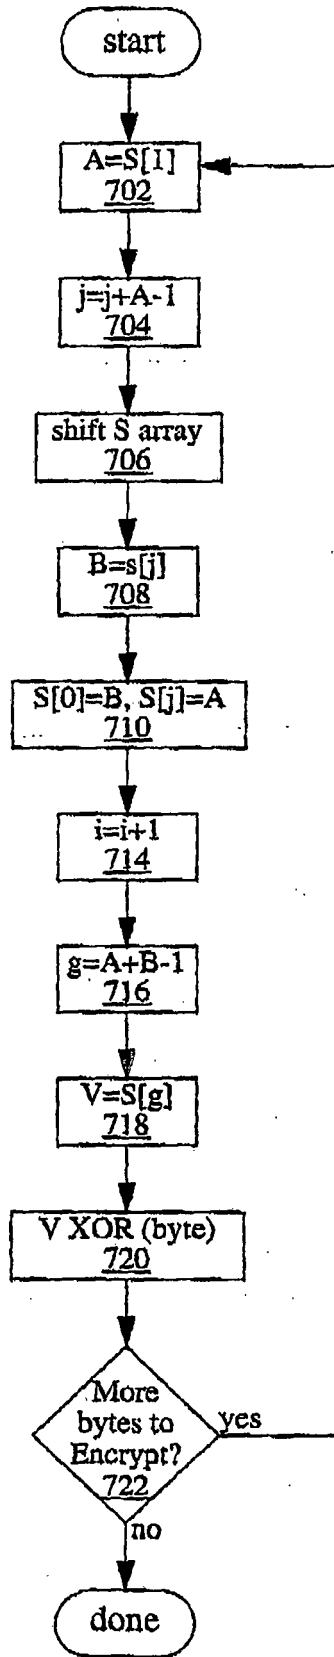 start
A=S[1]
702
j=j+A-1
704
shift S array
706
B=s[j]
708
S[0]=B, S[j]=A
710
i=i+1
714
g=A+B-1
716
V=S[g]
718
V XOR (byte)
720
More
bytes to
Encrypt?
722
yes
no
done